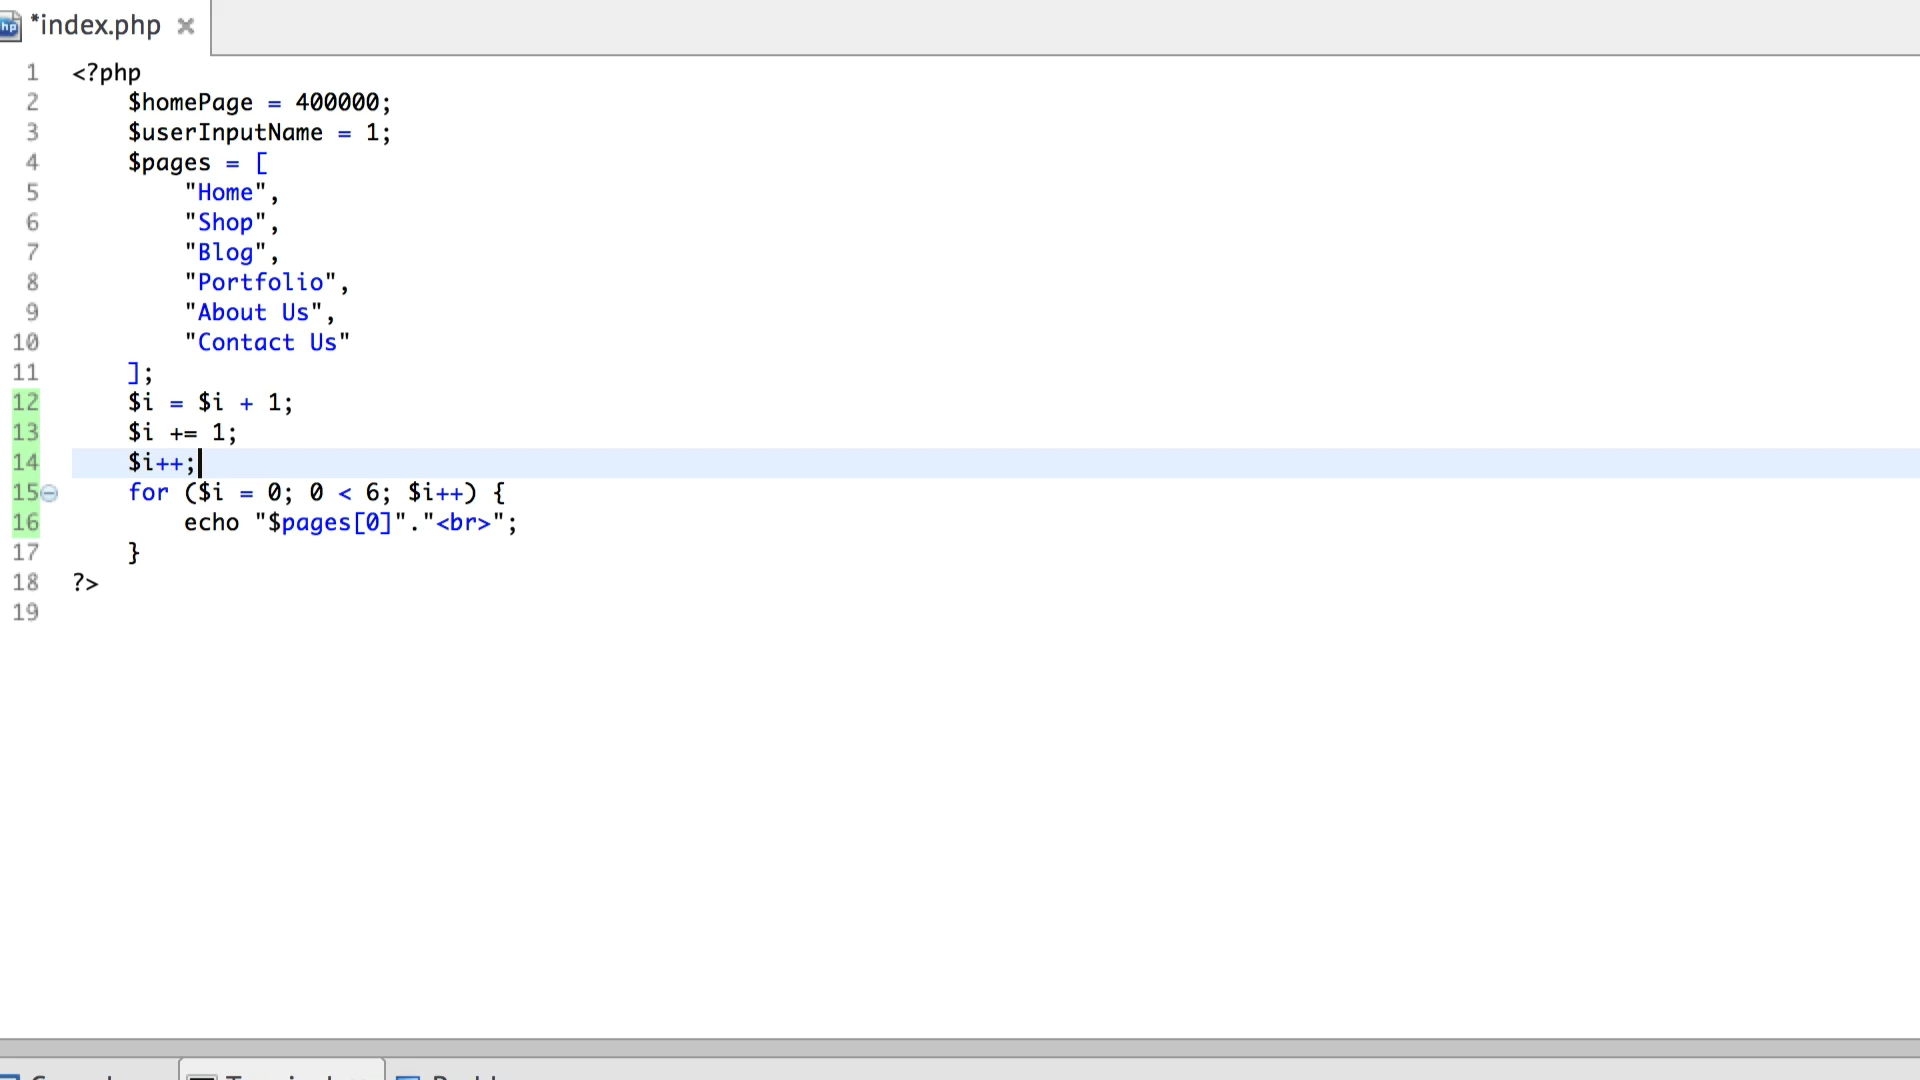 *index.php
1 <?php
2 $homePage = 400000;
3 $userInputName = 1;
4 $pages = [
5 "Home",
6 "Shop",
7 "Blog",
8 "Portfolio",
9 "About Us",
10 "Contact Us"
11 ];
12 $i = $i + 1;
13 $i += 1;
14 $i++;
15 for ($i = 0; 0 < 6; $i++) {
16 echo "$pages[0]"."<br>";
17 }
18 ?>
19